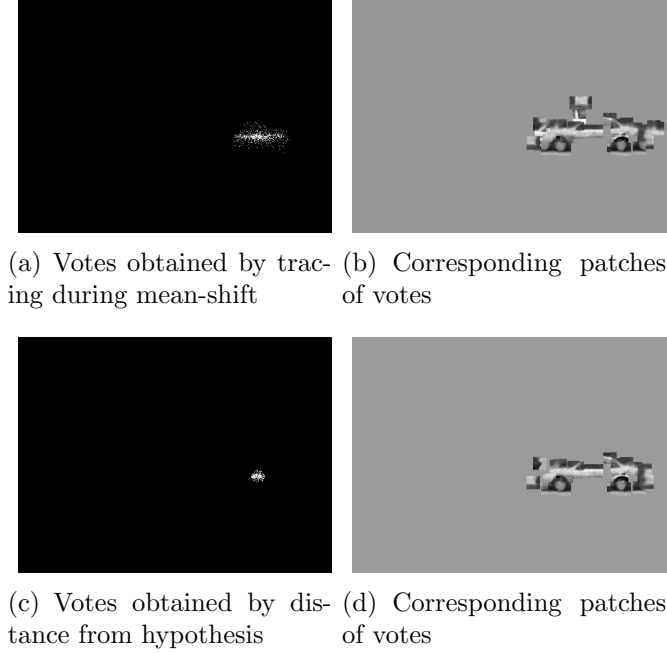 (a) Votes obtained by trac-
ing during mean-shift
(b) Corresponding patches
of votes
(c) Votes obtained by dis-
tance from hypothesis
(d) Corresponding patches
of votes